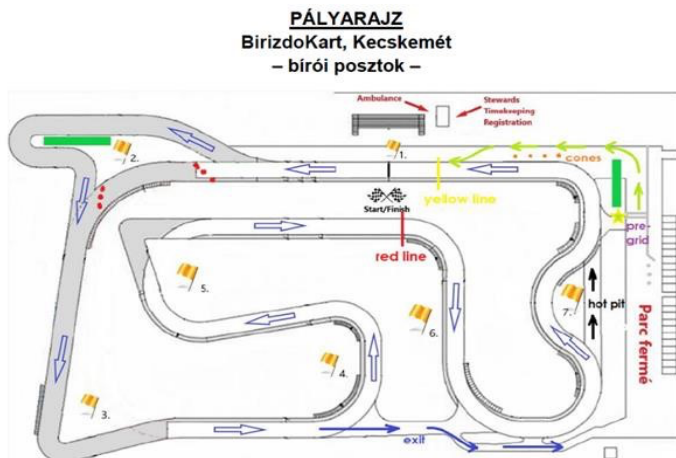 PÁLYARAJZ
BirizdoKart, Kecskemét
– bírói posztok –
Ambulance
Stewards
Timekeeping
Registration
1.
2.
cones
yellow line
Start/Finish
pre-
grid
red line
5.
6.
7.
hot pit
Parc fermé
4.
3.
exit